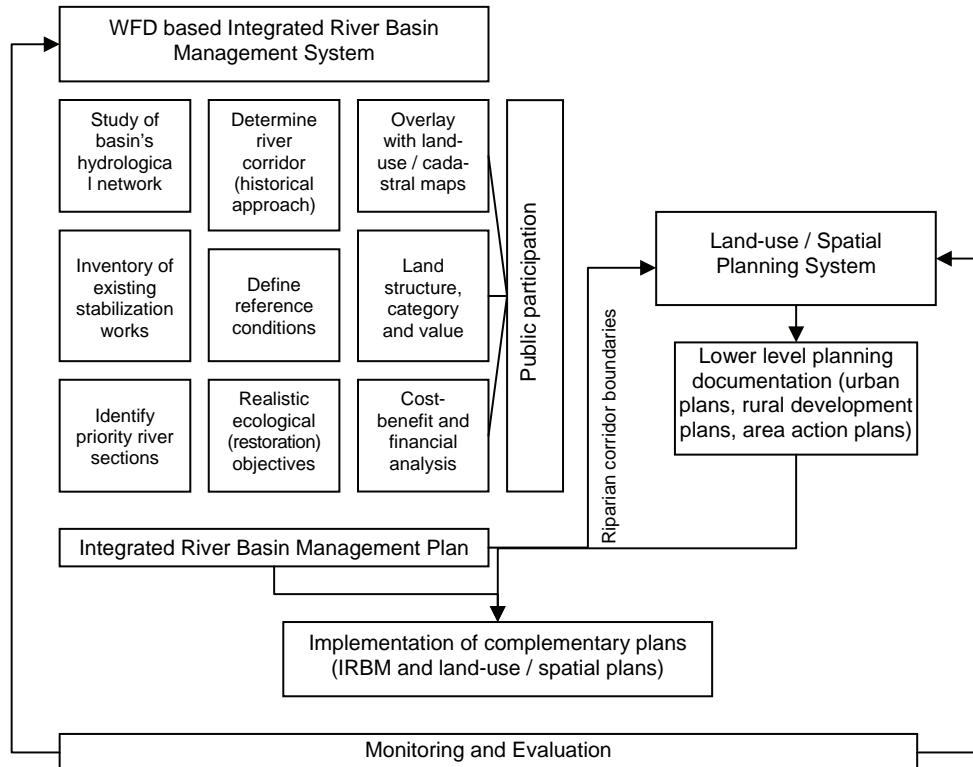 WFD based Integrated River Basin
Management System
Study of
basin's
hydrologica
l network
Determine
river
corridor
(historical
approach)
Overlay
with land-
use / cada-
stral maps
Inventory of
existing
stabilization
works
Define
reference
conditions
Land
structure,
category
and value
Identify
priority river
sections
Realistic
ecological
(restoration)
objectives
Cost-
benefit and
financial
analysis
Public participation
Riparian corridor boundaries
Land-use / Spatial
Planning System
Lower level planning
documentation (urban
plans, rural development
plans, area action plans)
Integrated River Basin Management Plan
Implementation of complementary plans
(IRBM and land-use / spatial plans)
Monitoring and Evaluation